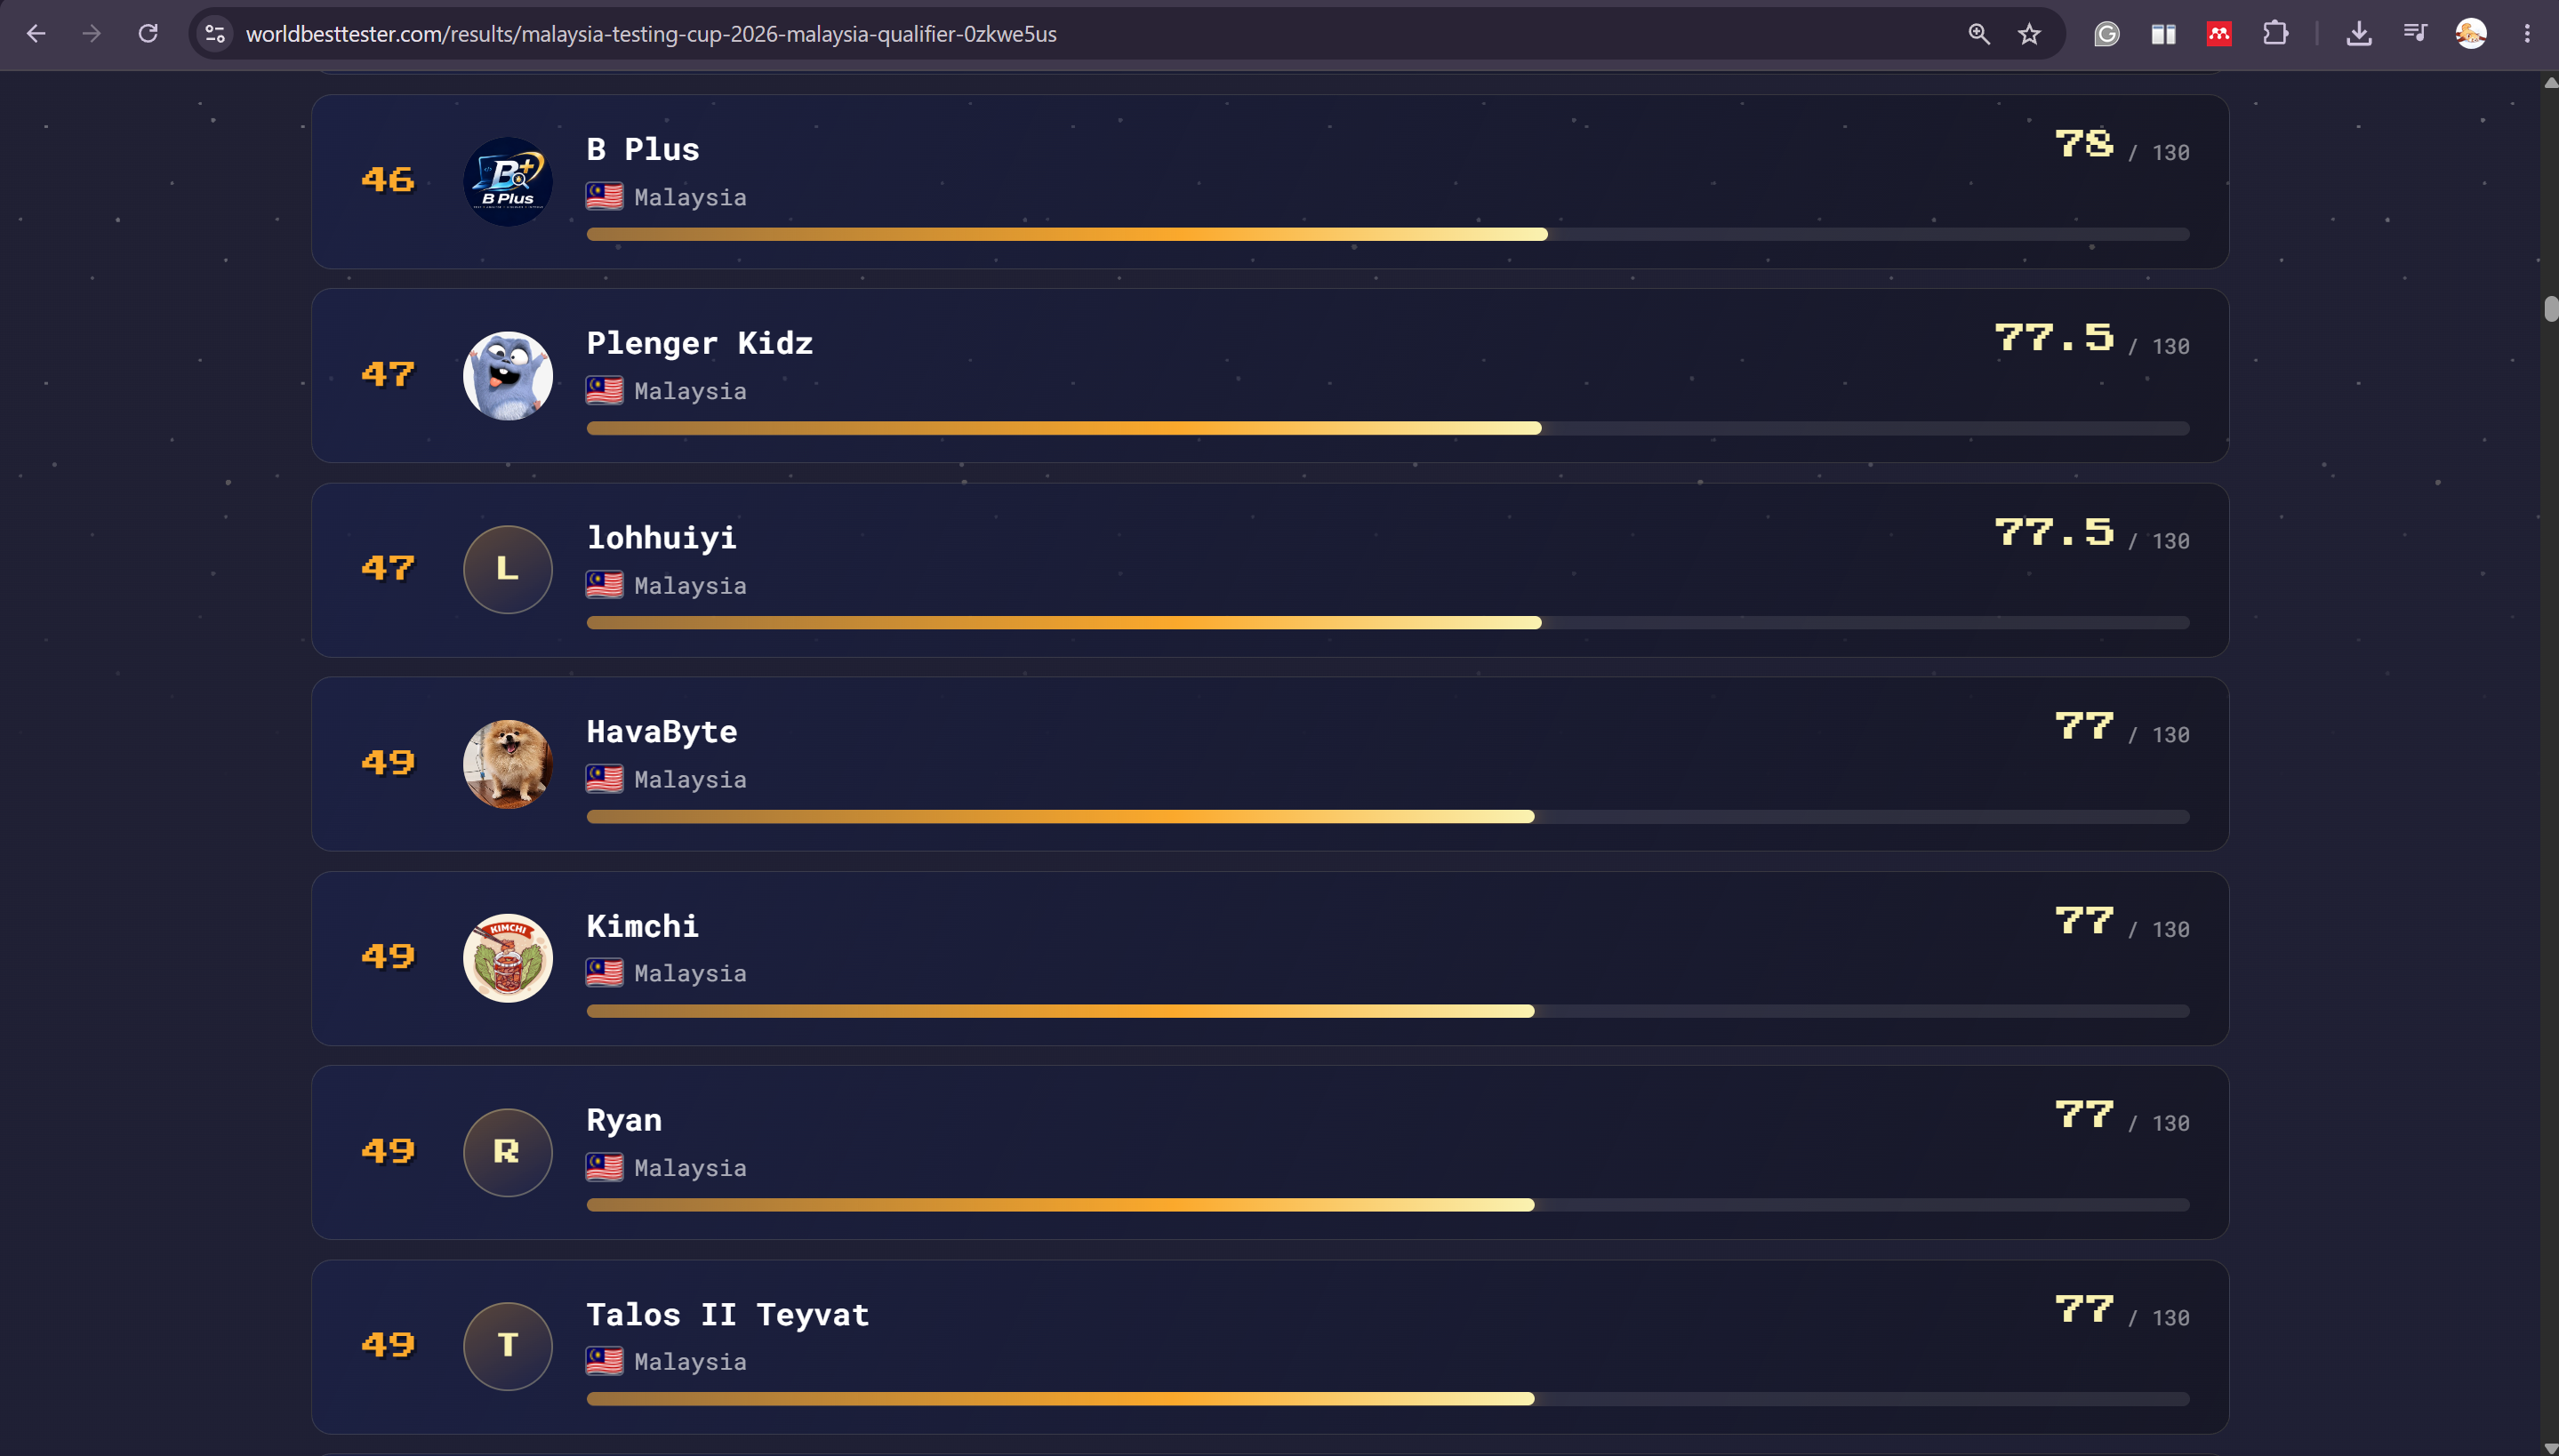 worldbesttester.com/results/malaysia-testing-cup-2026-malaysia-qualifier-0zkwe5us
46
B+
B Plus
B Plus
Malaysia
78 / 130
47
Plenger Kidz
Malaysia
77.5 / 130
47
L
lohhuiyi
Malaysia
77.5 / 130
49
HavaByte
Malaysia
77 / 130
49
KIMCHI
Kimchi
Malaysia
77 / 130
49
R
Ryan
Malaysia
77 / 130
49
T
Talos II Teyvat
Malaysia
77 / 130